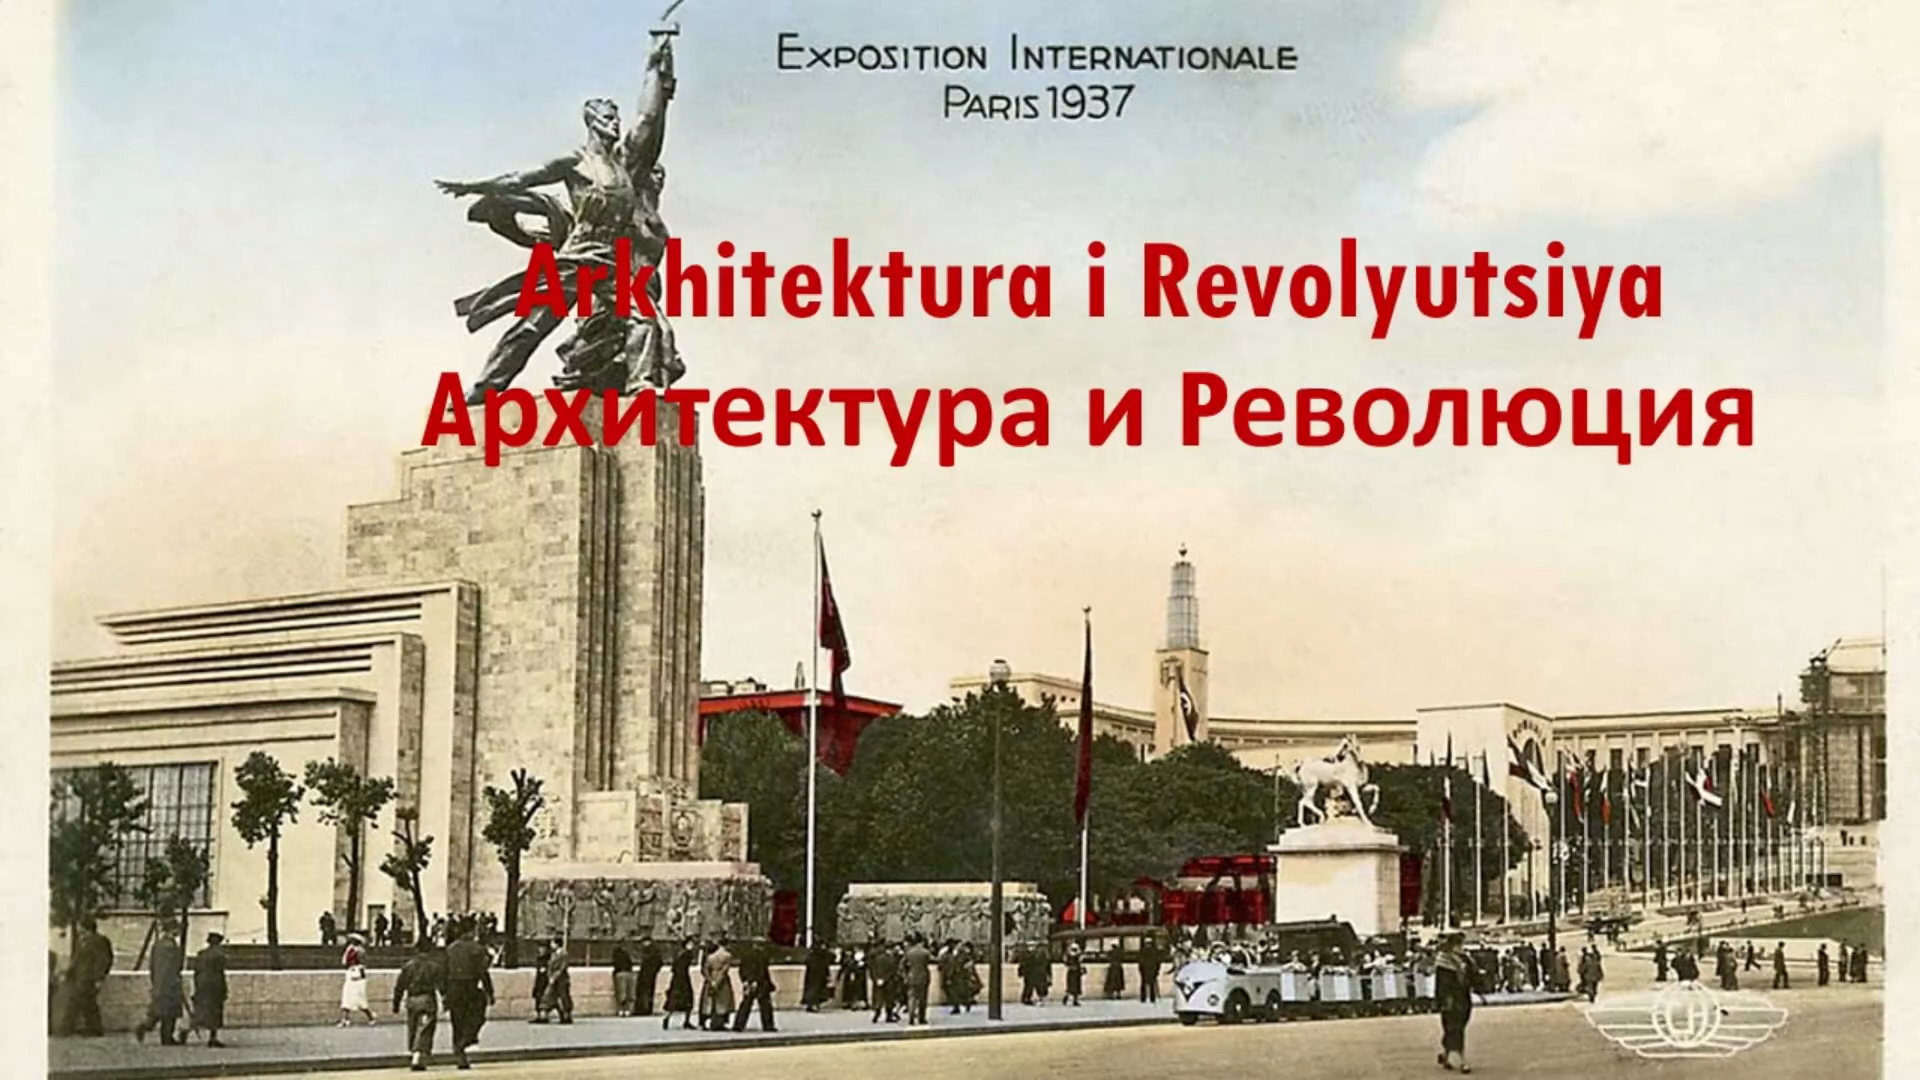 EXPOSITION INTERNATIONALE
PARIS 1937
Arkhitektura i Revolyutsiya
Архитектура и Революция